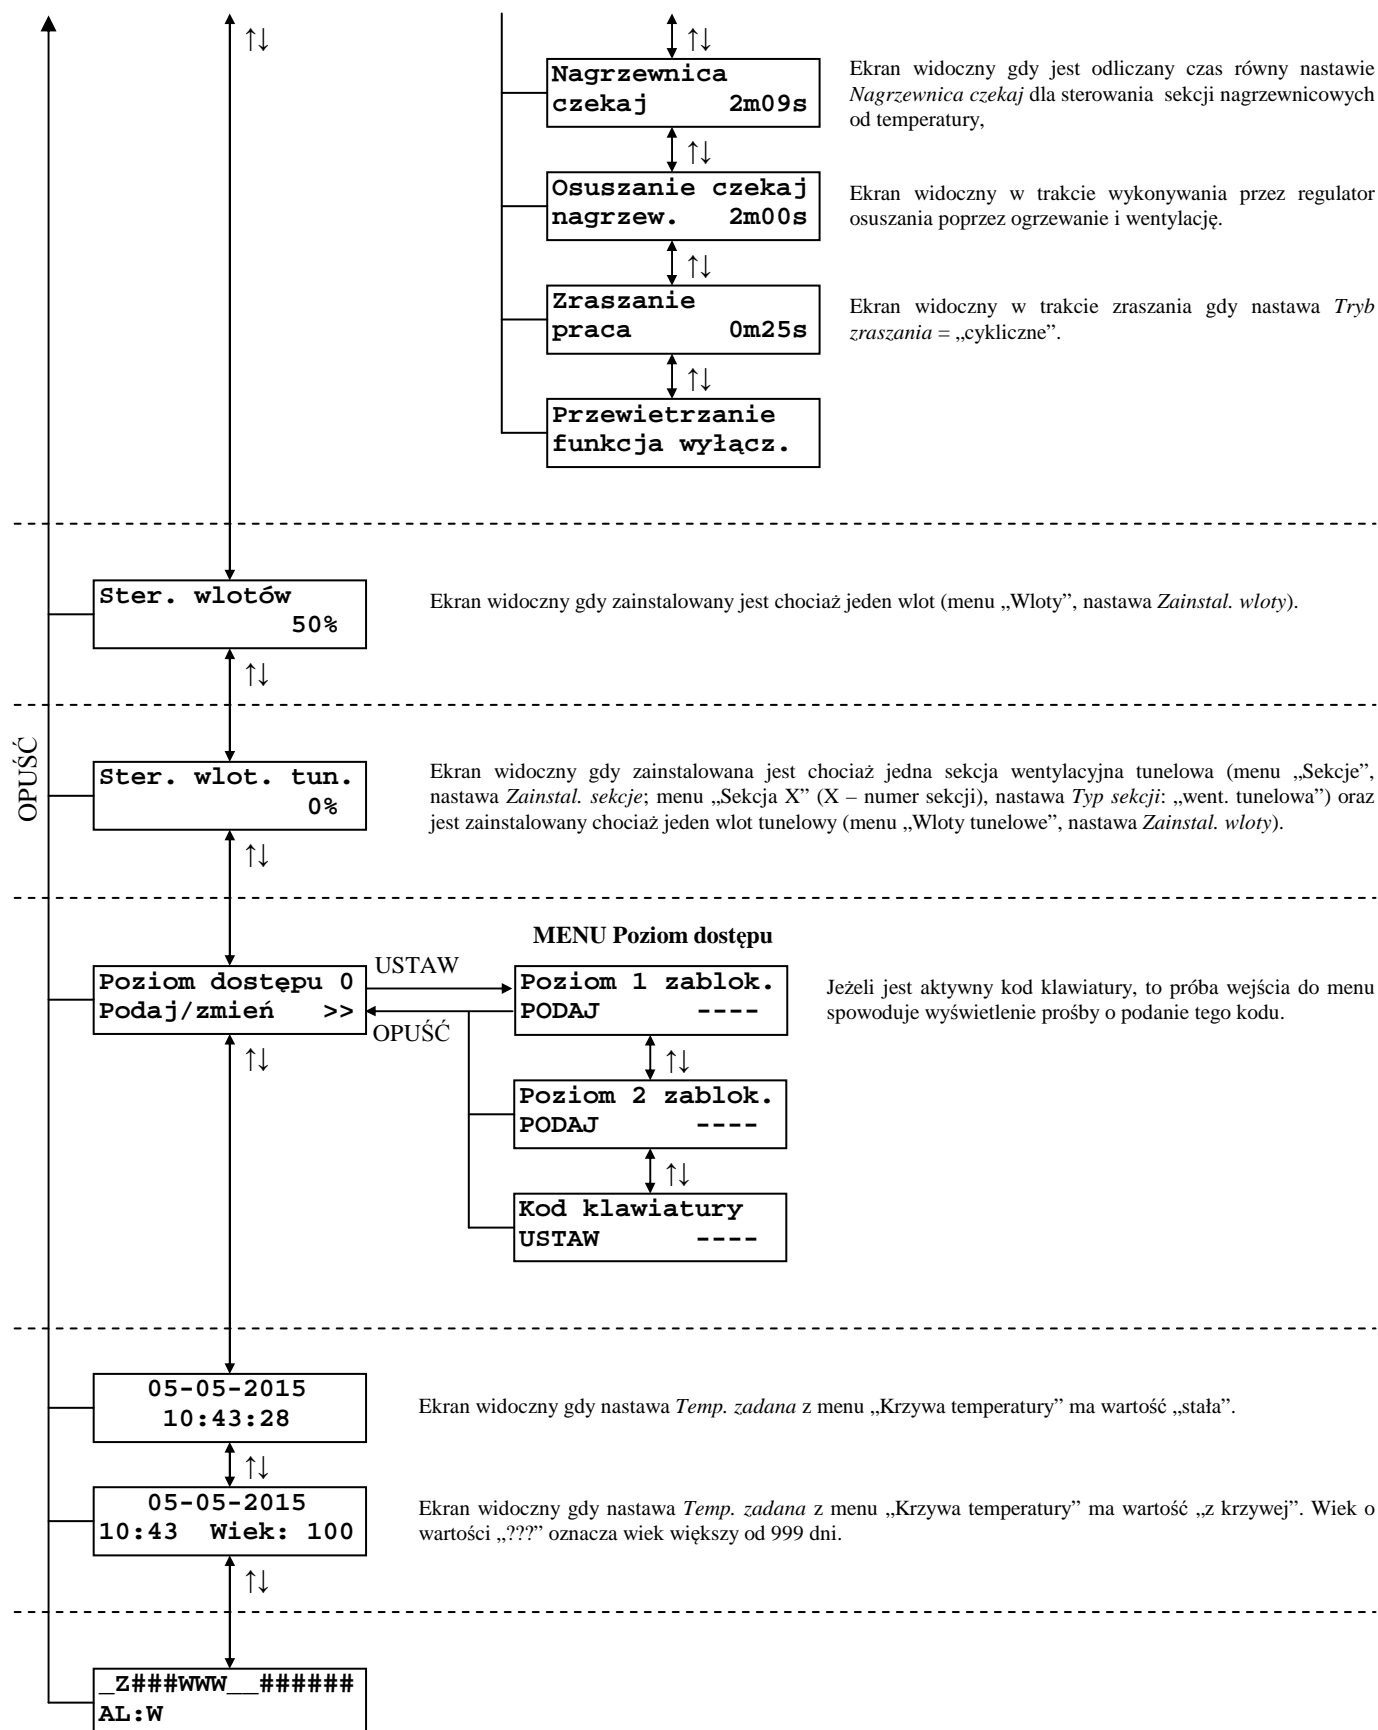 ↑↓
↑↓
Nagrzewnica
czekaj 2m09s
Ekran widoczny gdy jest odliczany czas równy nastawie
Nagrzewnica czekaj dla sterowania sekcji nagrzewnicowych
od temperatury,
↑↓
Osuszanie czekaj
nagrzew. 2m00s
Ekran widoczny w trakcie wykonywania przez regulator
osuszania poprzez ogrzewanie i wentylację.
↑↓
Zraszanie
praca 0m25s
Ekran widoczny w trakcie zraszania gdy nastawa Tryb
zraszania = „cykliczne”.
↑↓
Przewietrzanie
funkcja wyłącz.
Ster. wlotów
50%
Ekran widoczny gdy zainstalowany jest chociaż jeden wlot (menu „Wloty”, nastawa Zainstal. wloty).
↑↓
OPUŚĆ
Ster. wlot. tun.
0%
Ekran widoczny gdy zainstalowana jest chociaż jedna sekcja wentylacyjna tunelowa (menu „Sekcje”,
nastawa Zainstal. sekcje; menu „Sekcja X” (X – numer sekcji), nastawa Typ sekcji: „went. tunelowa”) oraz
jest zainstalowany chociaż jeden wlot tunelowy (menu „Wloty tunelowe”, nastawa Zainstal. wloty).
↑↓
MENU Poziom dostępu
Poziom dostępu 0
Podaj/zmień >>
USTAW
OPUŚĆ
Poziom 1 zablok.
PODAJ ----
Jeżeli jest aktywny kod klawiatury, to próba wejścia do menu
spowoduje wyświetlenie prośby o podanie tego kodu.
↑↓
↑↓
Poziom 2 zablok.
PODAJ ----
↑↓
Kod klawiatury
USTAW ----
05-05-2015
10:43:28
Ekran widoczny gdy nastawa Temp. zadana z menu „Krzywa temperatury” ma wartość „stała”.
↑↓
05-05-2015
10:43 Wiek: 100
Ekran widoczny gdy nastawa Temp. zadana z menu „Krzywa temperatury” ma wartość „z krzywej”. Wiek o
wartości „???” oznacza wiek większy od 999 dni.
↑↓
_Z###WWW__######
AL:W